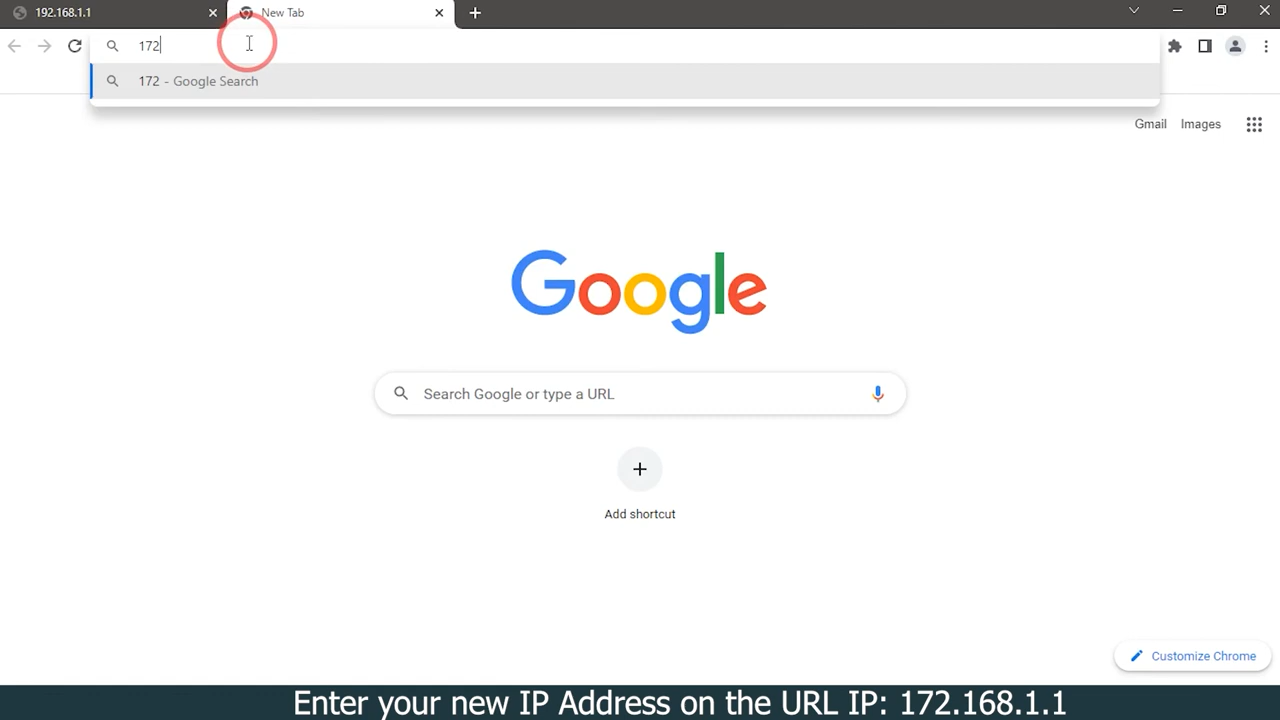 192.168.1.1
New Tab
172
172 - Google Search
Gmail
Images
Google
Search Google or type a URL
Add shortcut
Customize Chrome
Enter your new IP Address on the URL IP: 172.168.1.1